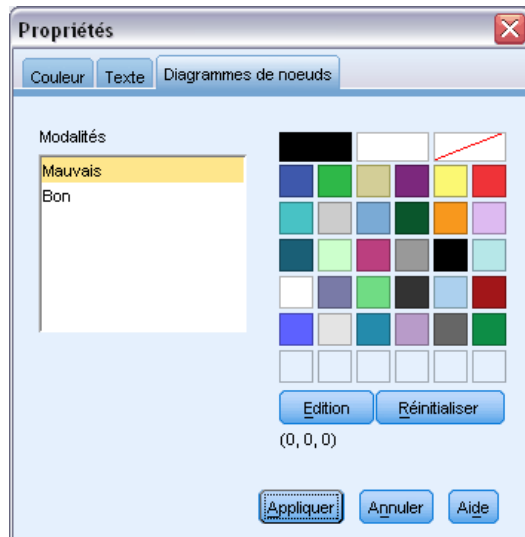 Propriétés
Couleur Texte Diagrammes de noeuds
Modalités
Mauvais
Bon
Edition Réinitialiser
(0, 0, 0)
Appliquer Annuler Aide